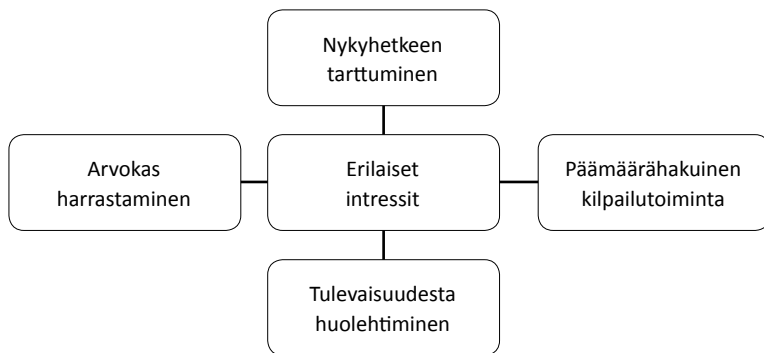 Nykyhetkeen
tarttuminen
Arvokas
harrastaminen
Erilaiset
intressit
Päämäärähakuinen
kilpailutoiminta
Tulevaisuudesta
huolehtiminen